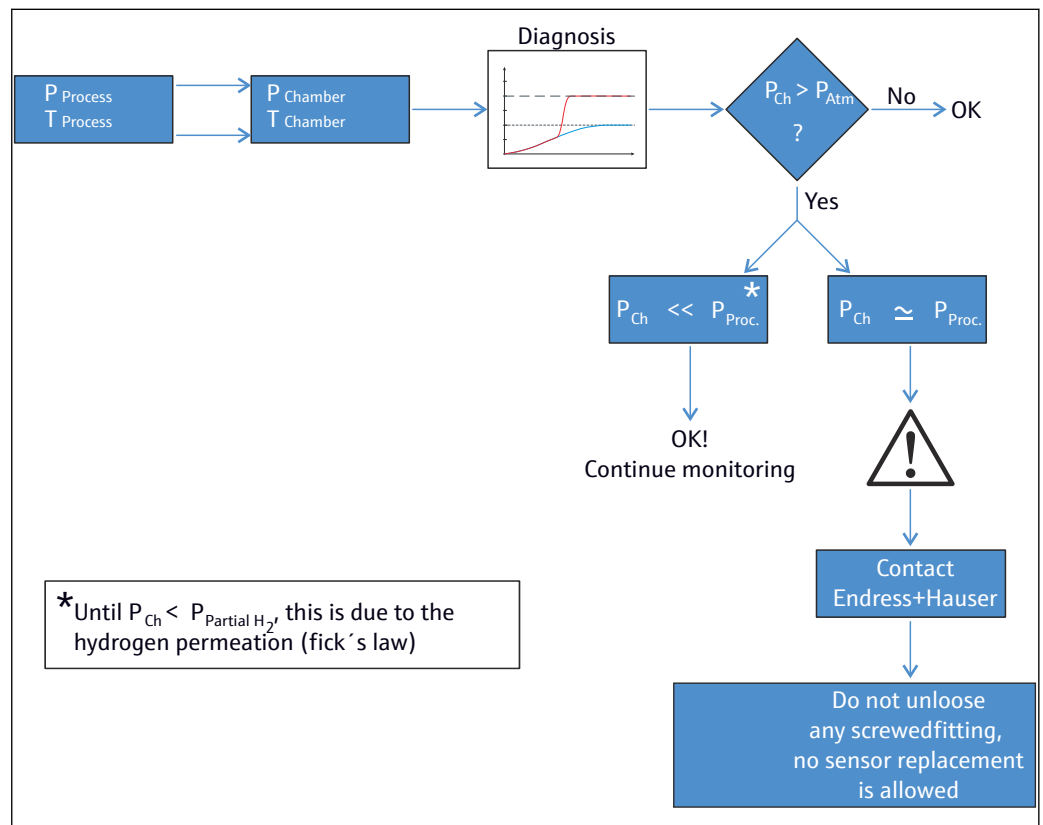 Diagnosis
P Process
T Process
P Chamber
T Chamber
P Ch > P Atm
?
No
OK
Yes
P Ch << P Proc. *
P Ch ≃ P Proc.
OK!
Continue monitoring
Contact
Endress+Hauser
*Until P Ch < P Partial H2, this is due to the
hydrogen permeation (fick´s law)
Do not unloose
any screwedfitting,
no sensor replacement
is allowed